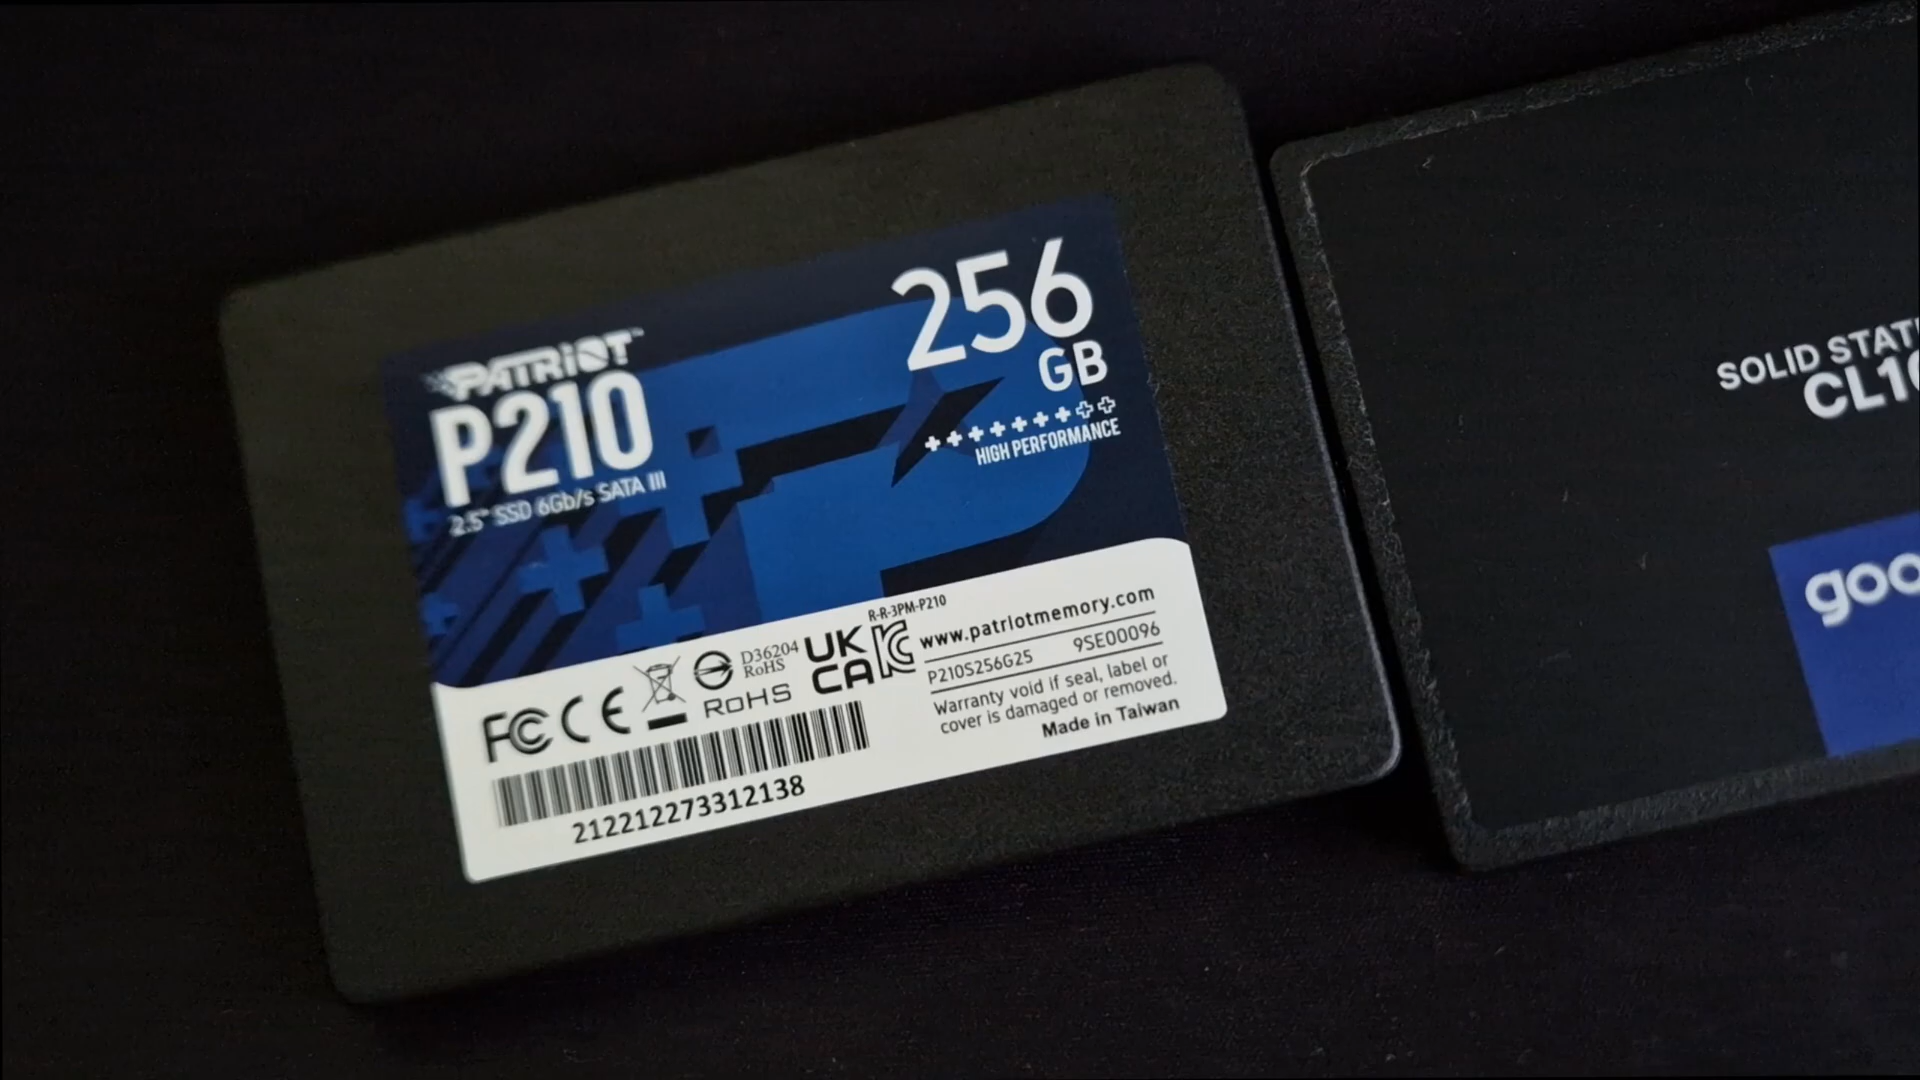 PATRiOT™
P210
2.5" SSD 6Gb/s SATA III
256
GB
HIGH PERFORMANCE
R-R-3PM-P210
D36204
RoHS
RoHS
UK
CA
FC CE
www.patriotmemory.com
P210S256G25 9SE00096
Warranty void if seal, label or
cover is damaged or removed.
Made in Taiwan
212212273312138
SOLID STAT
CL10
goo